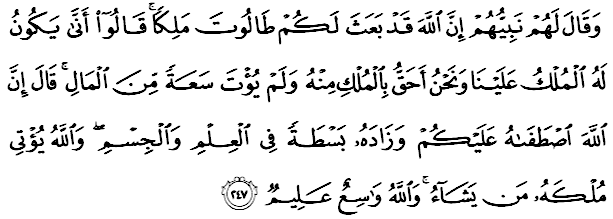 وَقَالَ لَهُمْ نَبِيُّهُمْ إِنَّ ٱللَّهَ قَدْ بَعَثَ لَكُمْ طَالُوتَ مَلِكًا ۚ قَالُوٓا۟ أَنَّىٰ يَكُونُ
لَهُ ٱلْمُلْكُ عَلَيْنَا وَنَحْنُ أَحَقُّ بِٱلْمُلْكِ مِنْهُ وَلَمْ يُؤْتَ سَعَةً مِّنَ ٱلْمَالِ ۚ قَالَ إِنَّ
ٱللَّهَ ٱصْطَفَىٰهُ عَلَيْكُمْ وَزَادَهُۥ بَسْطَةً فِى ٱلْعِلْمِ وَٱلْجِسْمِ ۖ وَٱللَّهُ يُؤْتِى
مُلْكَهُۥ مَن يَشَآءُ ۚ وَٱللَّهُ وَٰسِعٌ عَلِيمٌ ٢٤٧